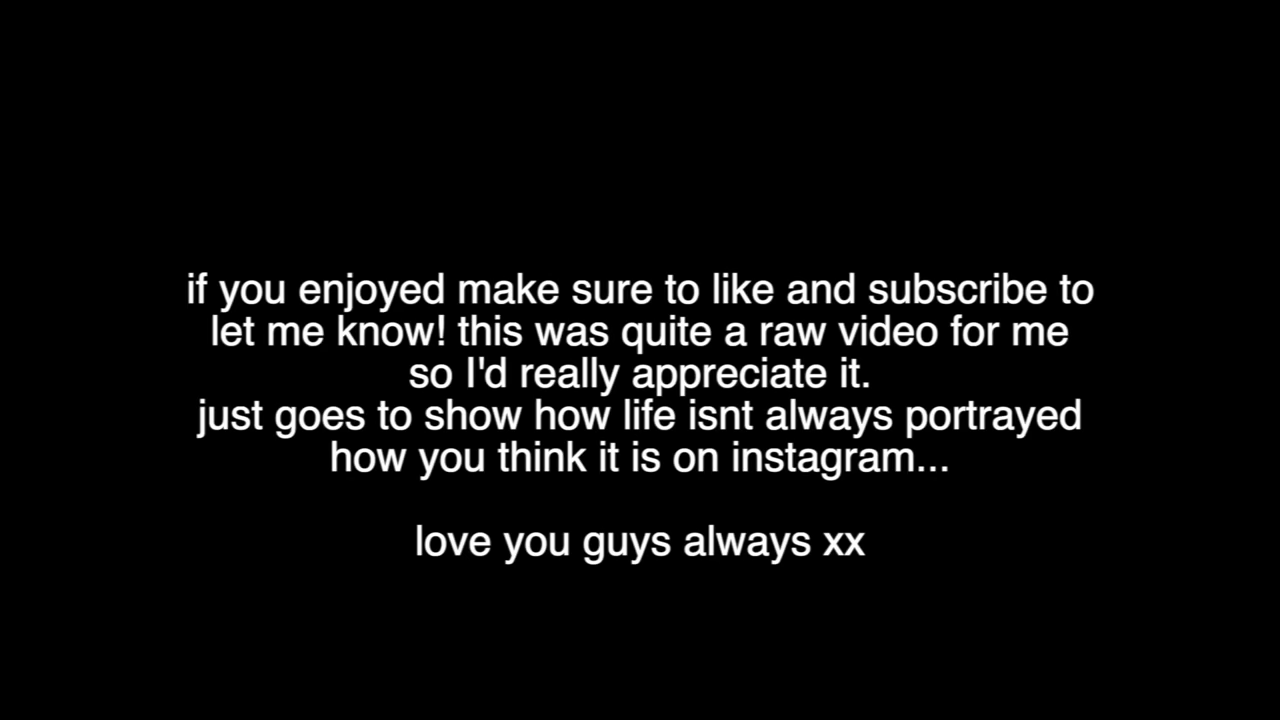 if you enjoyed make sure to like and subscribe to
let me know! this was quite a raw video for me
so I'd really appreciate it.
just goes to show how life isnt always portrayed
how you think it is on instagram...
love you guys always xx